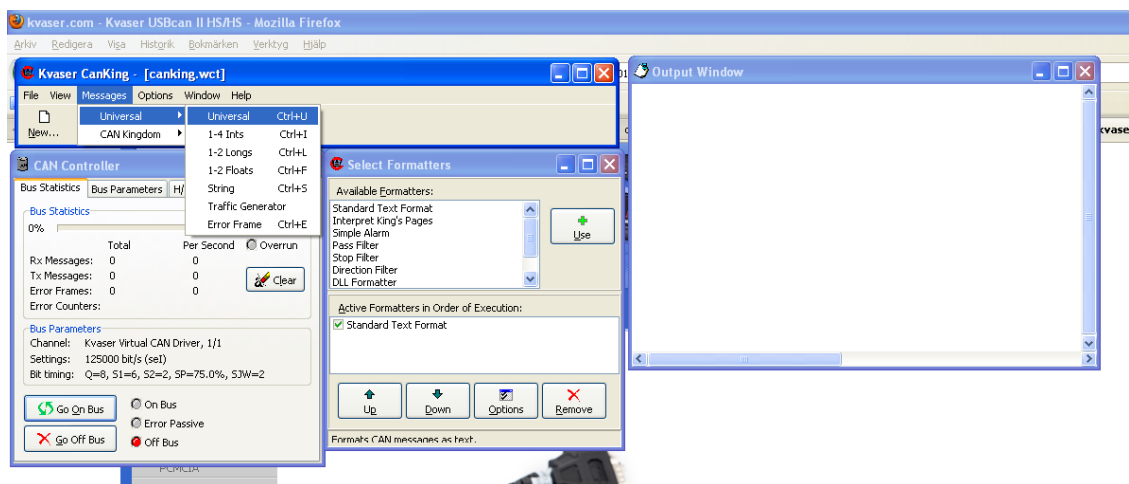 kvaser.com - Kvaser USBcan II HS/HS - Mozilla Firefox
Arkiv Redigera Visa Historik Bokmärken Verktyg Hjälp
Kvaser CanKing - [canking.wct]
File View Messages Options Window Help
New...
Universal
CAN Kingdom
Universal Ctrl+U
1-4 Ints Ctrl+I
1-2 Longs Ctrl+L
1-2 Floats Ctrl+F
String Ctrl+S
Traffic Generator
Error Frame Ctrl+E
Output Window
kvase
CAN Controller
Bus Statistics Bus Parameters H/
Bus Statistics
0%
Total Per Second Overrun
Rx Messages: 0 0
Tx Messages: 0 0
Error Frames: 0 0
Error Counters:
Clear
Bus Parameters
Channel: Kvaser Virtual CAN Driver, 1/1
Settings: 125000 bit/s (seI)
Bit timing: Q=8, S1=6, S2=2, SP=75.0%, SJW=2
Go On Bus
Go Off Bus
On Bus
Error Passive
Off Bus
Select Formatters
Available Formatters:
Standard Text Format
Interpret King's Pages
Simple Alarm
Pass Filter
Stop Filter
Direction Filter
DLL Formatter
Use
Active Formatters in Order of Execution:
Standard Text Format
Up Down Options Remove
Formats CAN messages as text.
PCMCIA